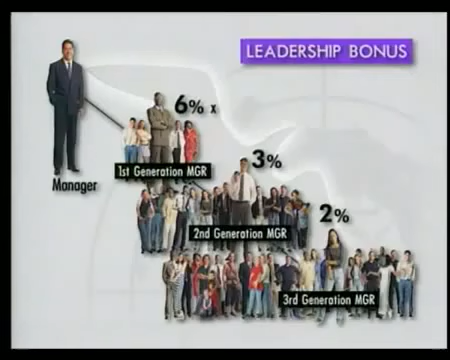 LEADERSHIP BONUS
6% x
1st Generation MGR
Manager
3%
2nd Generation MGR
2%
3rd Generation MGR